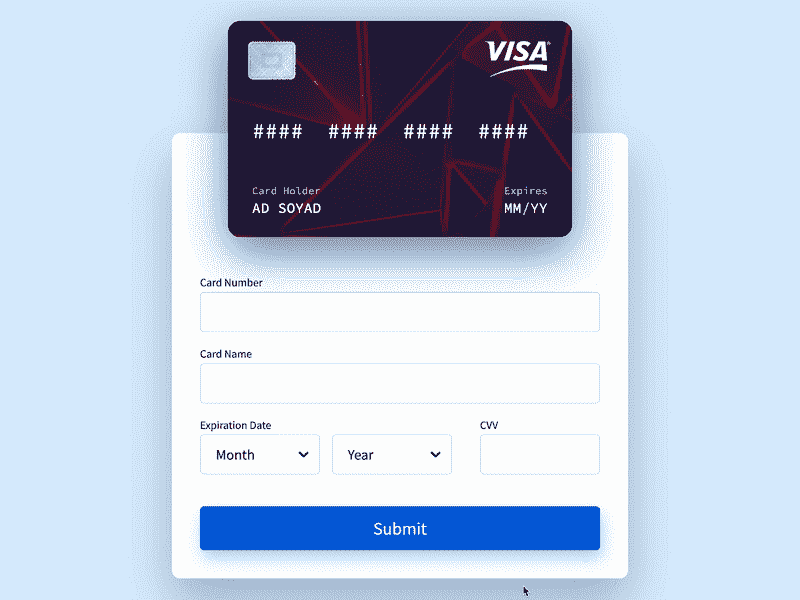 VISA
#### #### #### ####
Card Holder
Expires
AD SOYAD
MM/YY
Card Number
Card Name
Expiration Date
CVV
Month
Year
Submit